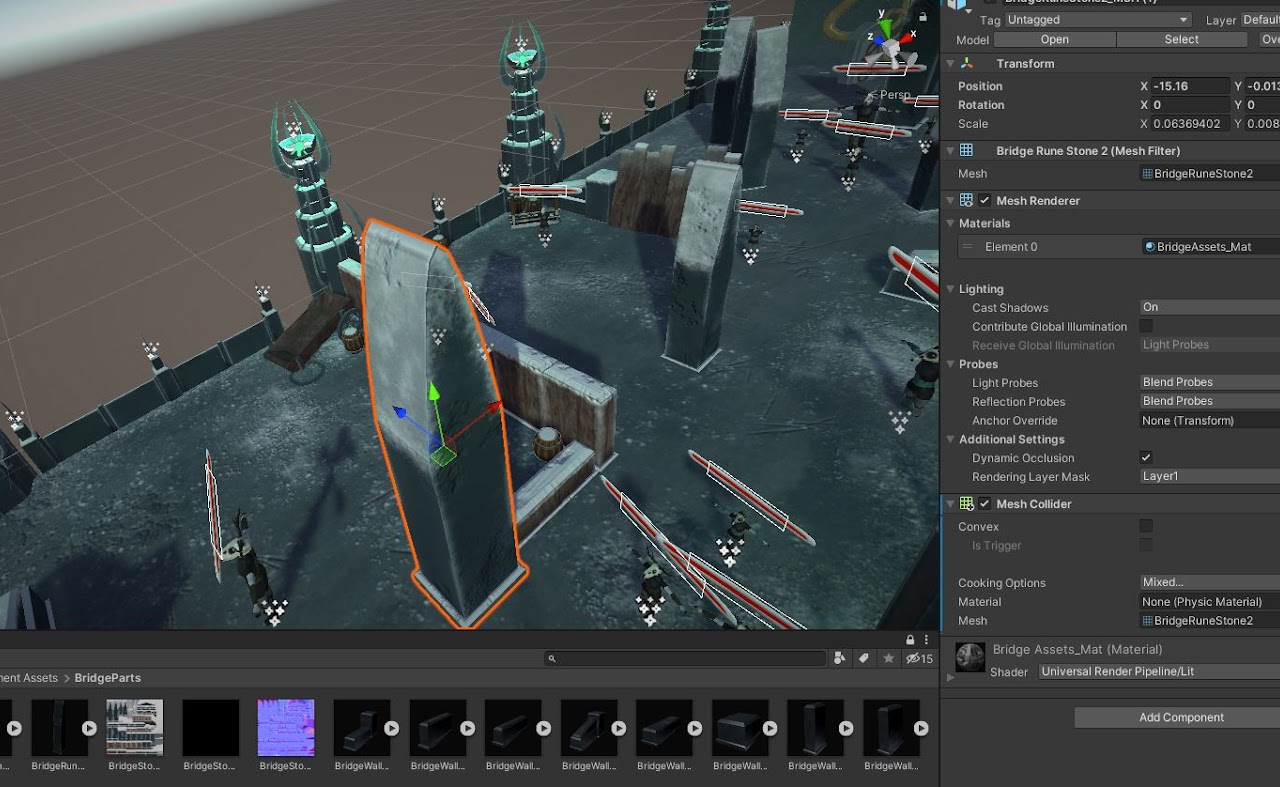 BridgeRuneStone2_MSH (1)
Tag Untagged Layer Default
Model Open Select Ov
Transform
Position X -15.16 Y -0.013
Rotation X 0 Y 0
Scale X 0.06369402 Y 0.008
Bridge Rune Stone 2 (Mesh Filter)
Mesh BridgeRuneStone2
Mesh Renderer
Materials
Element 0 BridgeAssets_Mat
Lighting
Cast Shadows On
Contribute Global Illumination
Receive Global Illumination Light Probes
Probes
Light Probes Blend Probes
Reflection Probes Blend Probes
Anchor Override None (Transform)
Additional Settings
Dynamic Occlusion
Rendering Layer Mask Layer1
Mesh Collider
Convex
Is Trigger
Cooking Options Mixed...
Material None (Physic Material)
Mesh BridgeRuneStone2
Bridge Assets_Mat (Material)
Shader Universal Render Pipeline/Lit
Add Component
y
z x
Persp
15
ment Assets > BridgeParts
a... BridgeRun... BridgeSto... BridgeSto... BridgeSto... BridgeWall... BridgeWall... BridgeWall... BridgeWall... BridgeWall... BridgeWall... BridgeWall... BridgeWall...